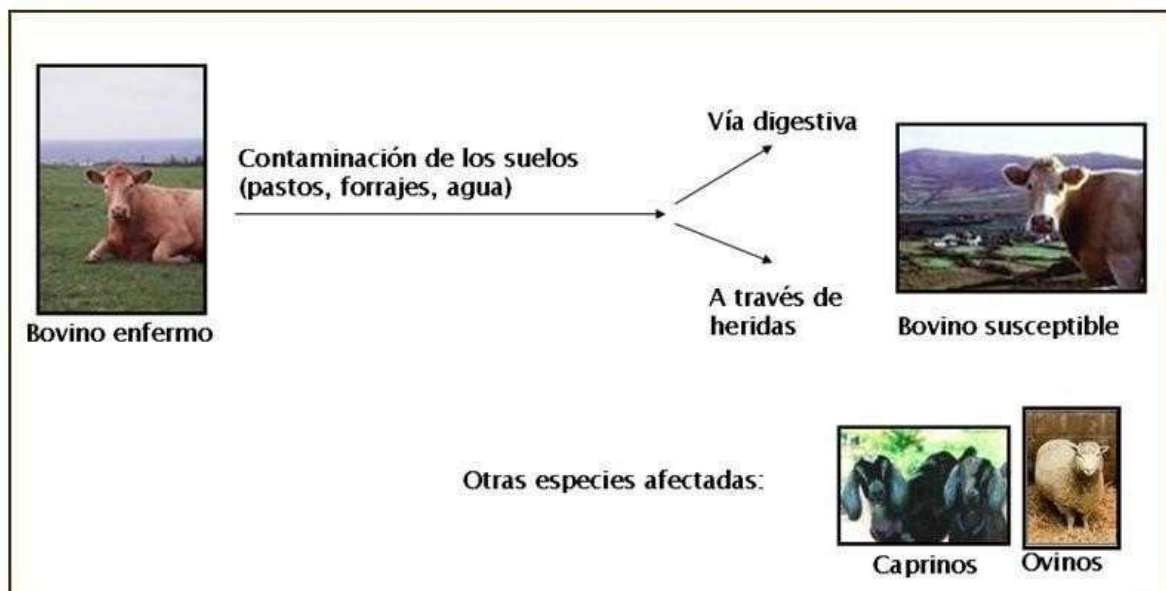 Contaminación de los suelos
(pastos, forrajes, agua)
Vía digestiva
A través de
heridas
Bovino enfermo
Bovino susceptible
Otras especies afectadas:
Caprinos
Ovinos